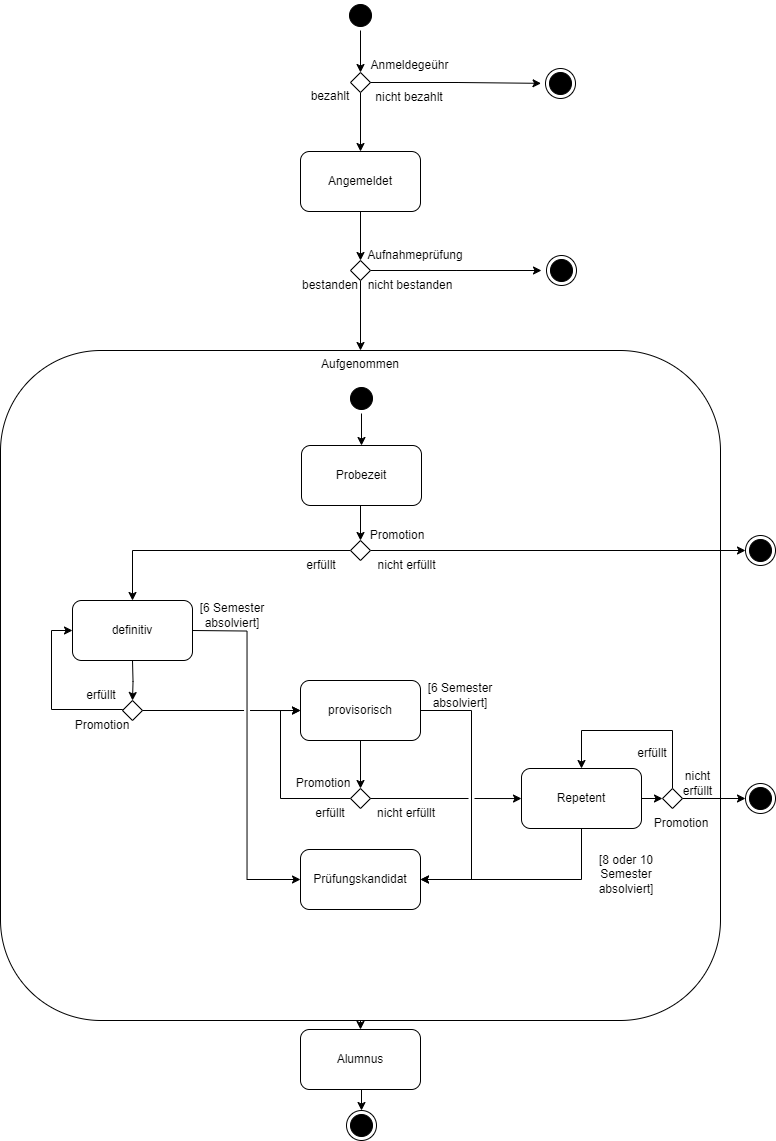 Anmeldegeühr
bezahlt
nicht bezahlt
Angemeldet
Aufnahmeprüfung
bestanden
nicht bestanden
Aufgenommen
Probezeit
Promotion
erfüllt
nicht erfüllt
[6 Semester
absolviert]
definitiv
erfüllt
Promotion
[6 Semester
absolviert]
provisorisch
Promotion
erfüllt
nicht erfüllt
erfüllt
nicht
erfüllt
Repetent
Promotion
[8 oder 10
Semester
absolviert]
Prüfungskandidat
Alumnus